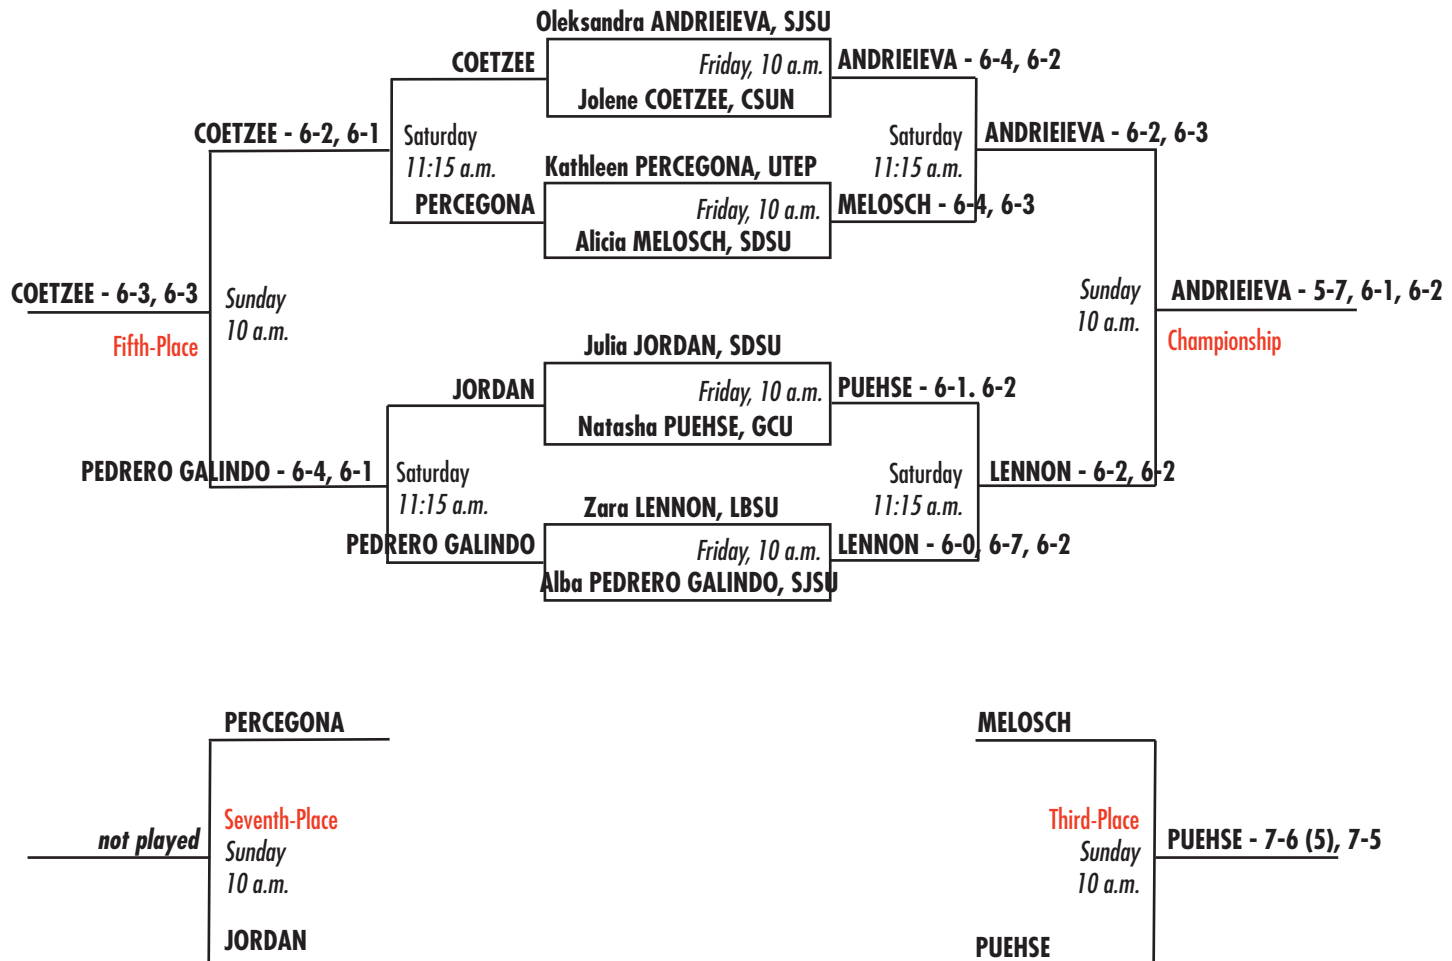 Oleksandra ANDRIEIEVA, SJSU
COETZEE
Friday, 10 a.m.
ANDRIEIEVA - 6-4, 6-2
Jolene COETZEE, CSUN
COETZEE - 6-2, 6-1
Saturday
11:15 a.m.
Saturday
11:15 a.m.
ANDRIEIEVA - 6-2, 6-3
Kathleen PERCEGONA, UTEP
PERCEGONA
Friday, 10 a.m.
MELOSCH - 6-4, 6-3
Alicia MELOSCH, SDSU
COETZEE - 6-3, 6-3
Sunday
10 a.m.
Fifth-Place
Sunday
10 a.m.
ANDRIEIEVA - 5-7, 6-1, 6-2
Championship
Julia JORDAN, SDSU
JORDAN
Friday, 10 a.m.
PUEHSE - 6-1. 6-2
Natasha PUEHSE, GCU
PEDRERO GALINDO - 6-4, 6-1
Saturday
11:15 a.m.
Saturday
11:15 a.m.
LENNON - 6-2, 6-2
Zara LENNON, LBSU
PEDRERO GALINDO
Friday, 10 a.m.
LENNON - 6-0, 6-7, 6-2
Alba PEDRERO GALINDO, SJSU
PERCEGONA
Seventh-Place
not played
Sunday
10 a.m.
JORDAN
MELOSCH
Third-Place
Sunday
10 a.m.
PUEHSE - 7-6 (5), 7-5
PUEHSE